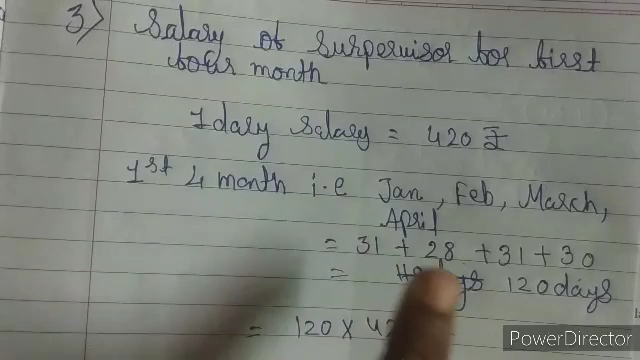 3) Salary of Surpervisor for first
four month
1 day salary = 420 ₹
1st 4 month i.e Jan, Feb, March,
April
= 31 + 28 + 31 + 30
= 120 days
= 120 x 42
PowerDirector